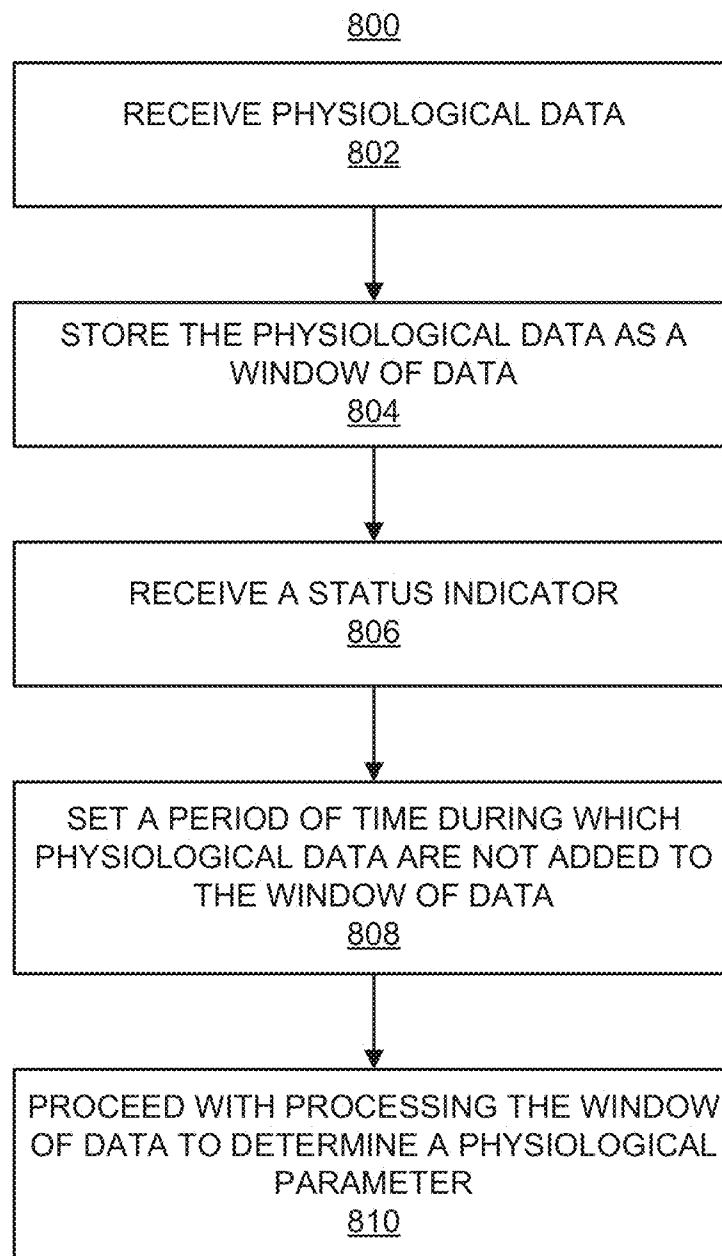 800
RECEIVE PHYSIOLOGICAL DATA
802
STORE THE PHYSIOLOGICAL DATA AS A
WINDOW OF DATA
804
RECEIVE A STATUS INDICATOR
806
SET A PERIOD OF TIME DURING WHICH
PHYSIOLOGICAL DATA ARE NOT ADDED TO
THE WINDOW OF DATA
808
PROCEED WITH PROCESSING THE WINDOW
OF DATA TO DETERMINE A PHYSIOLOGICAL
PARAMETER
810